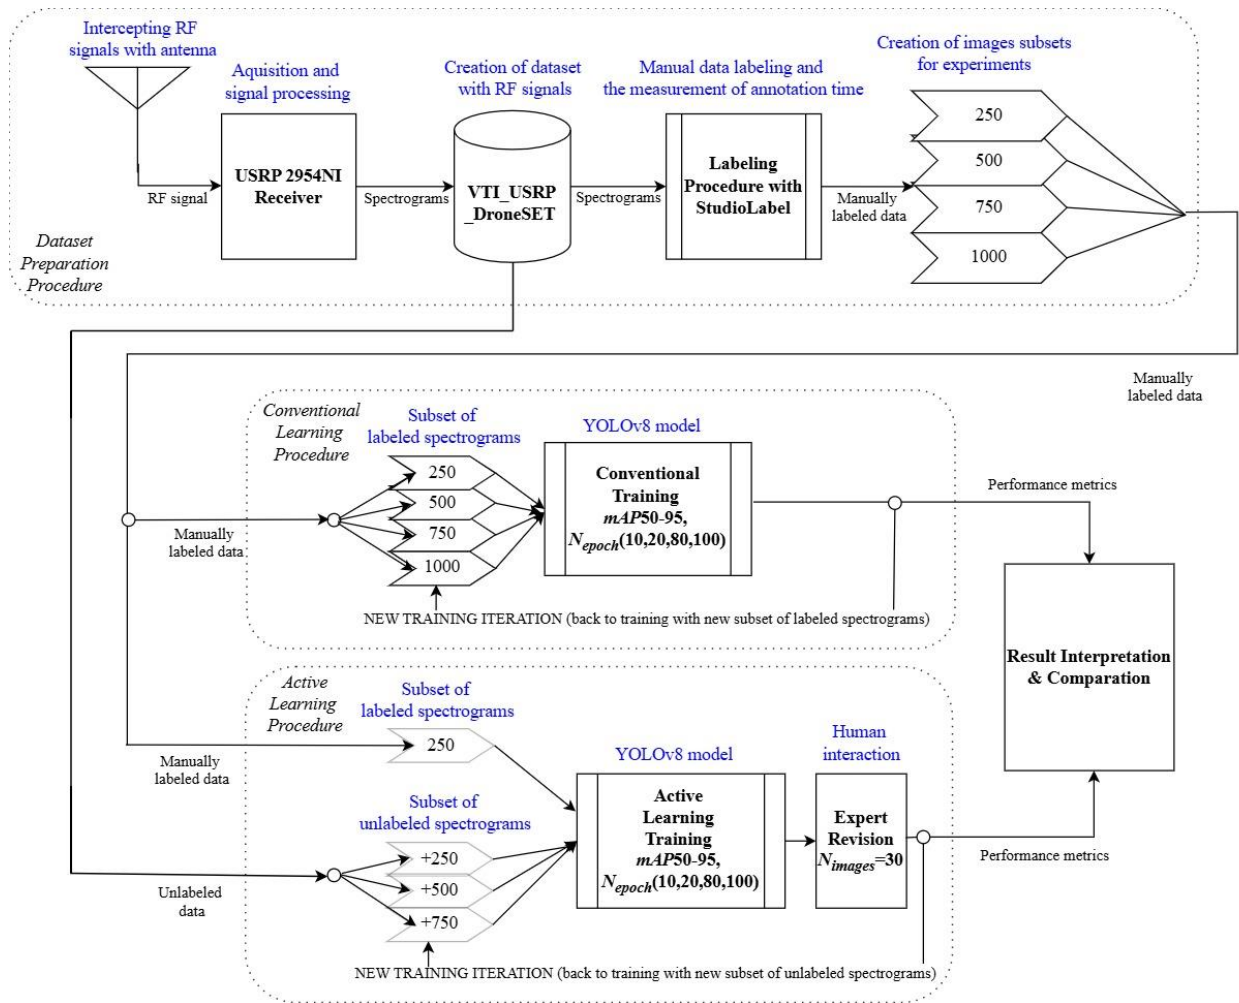 Intercepting RF
signals with antenna
Aquisition and
signal processing
Creation of dataset
with RF signals
Manual data labeling and
the measurement of annotation time
Creation of images subsets
for experiments
USRP 2954NI
Receiver
VTI_USRP
_DroneSET
Labeling
Procedure with
StudioLabel
250
500
750
1000
RF signal
Spectrograms
Spectrograms
Manually
labeled data
Dataset
Preparation
Procedure
Manually
labeled data
Conventional
Learning
Procedure
Subset of
labeled spectrograms
YOLOv8 model
250
500
750
1000
Conventional
Training
mAP50-95,
Nepoch(10,20,80,100)
Manually
labeled data
Performance metrics
NEW TRAINING ITERATION (back to training with new subset of labeled spectrograms)
Result Interpretation
& Comparation
Active
Learning
Procedure
Subset of
labeled spectrograms
250
Manually
labeled data
YOLOv8 model
Human
interaction
Subset of
unlabeled spectrograms
+250
+500
+750
Active
Learning
Training
mAP50-95,
Nepoch(10,20,80,100)
Expert
Revision
Nimages=30
Performance metrics
Unlabeled
data
NEW TRAINING ITERATION (back to training with new subset of unlabeled spectrograms)